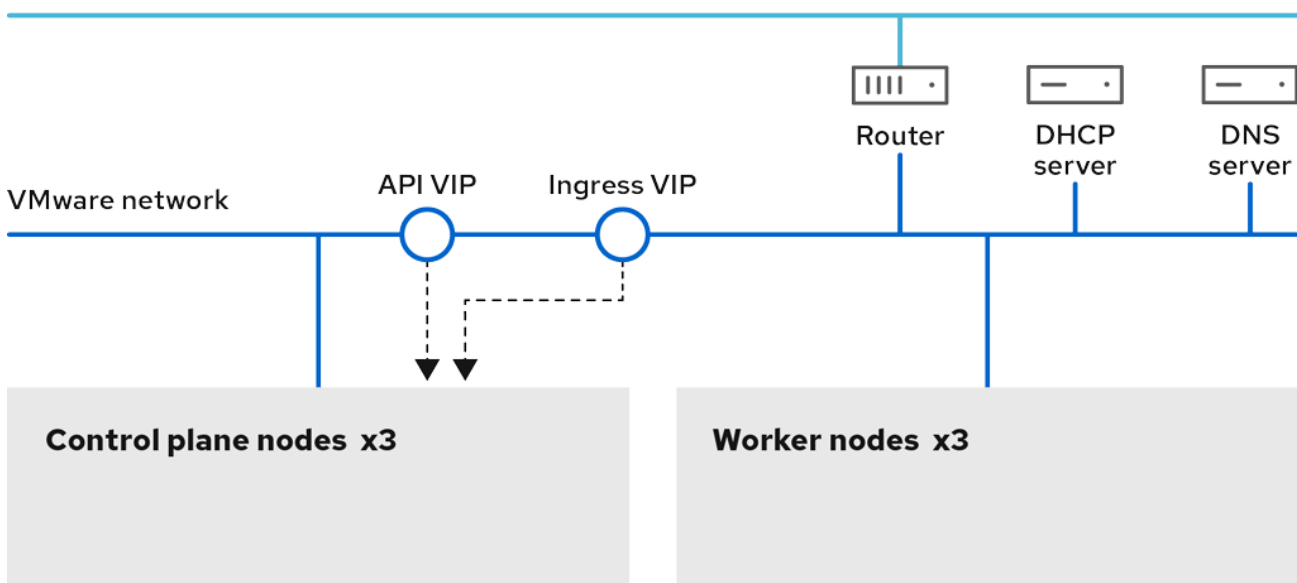 Router
DHCP
server
DNS
server
VMware network
API VIP
Ingress VIP
Control plane nodes x3
Worker nodes x3